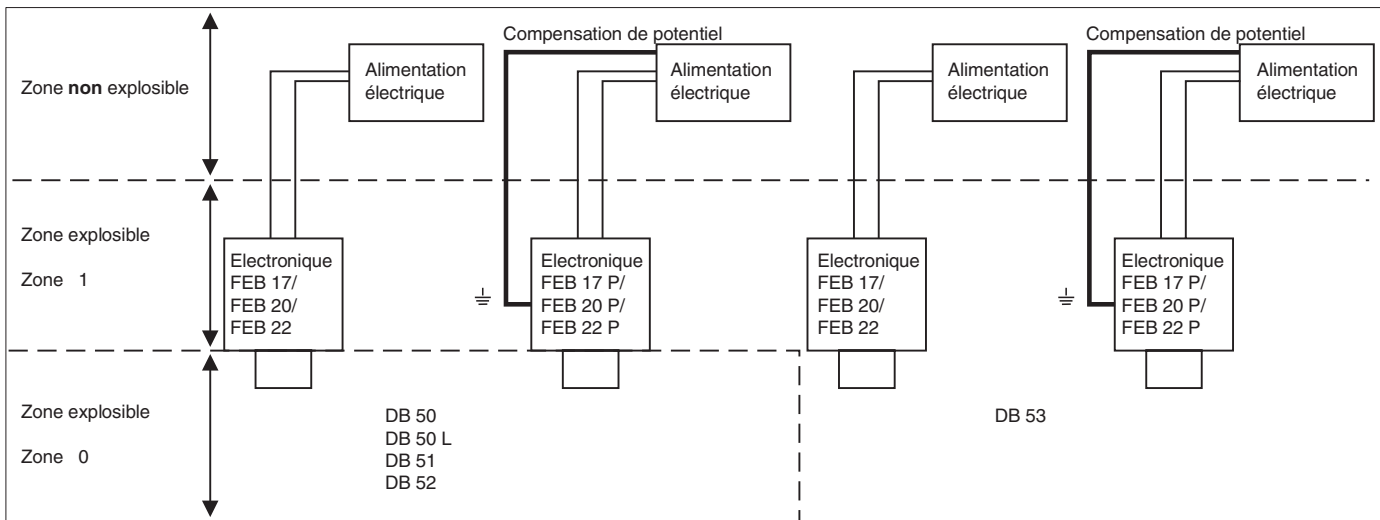 Compensation de potentiel
Compensation de potentiel
Zone non explosible
Alimentation
électrique
Alimentation
électrique
Alimentation
électrique
Alimentation
électrique
Zone explosible
Zone 1
Electronique
FEB 17/
FEB 20/
FEB 22
Electronique
FEB 17 P/
FEB 20 P/
FEB 22 P
Electronique
FEB 17/
FEB 20/
FEB 22
Electronique
FEB 17 P/
FEB 20 P/
FEB 22 P
Zone explosible
Zone 0
DB 50
DB 50 L
DB 51
DB 52
DB 53